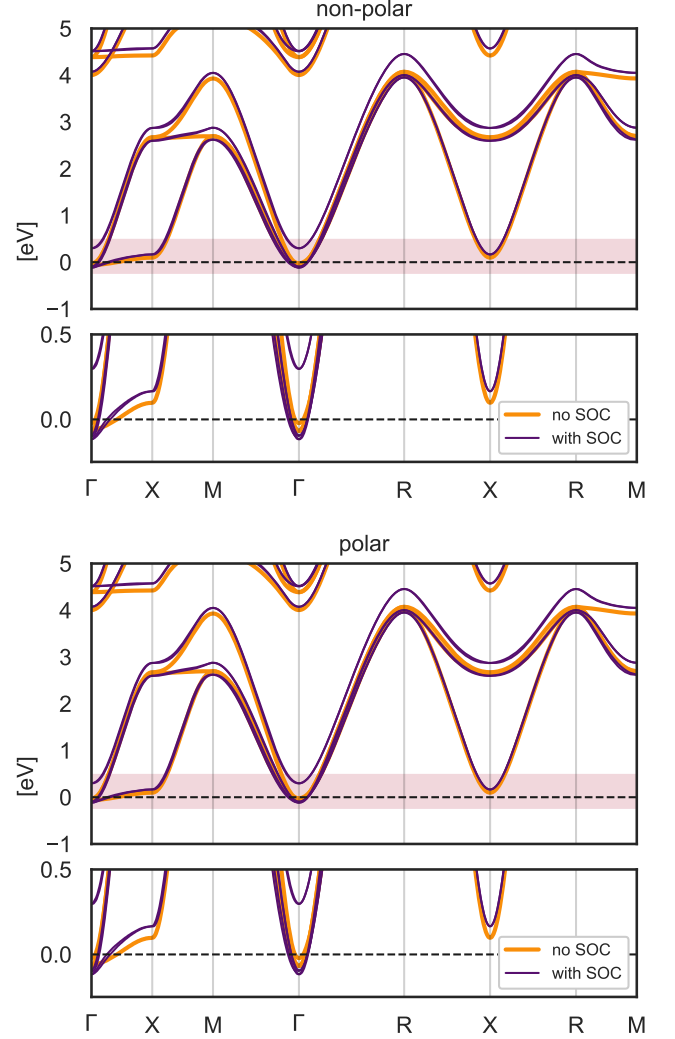 non-polar
5
4
3
2
1
0
−1
[eV]
0.5
0.0
no SOC
with SOC
Γ X M Γ R X R M
polar
5
4
3
2
1
0
−1
[eV]
0.5
0.0
no SOC
with SOC
Γ X M Γ R X R M